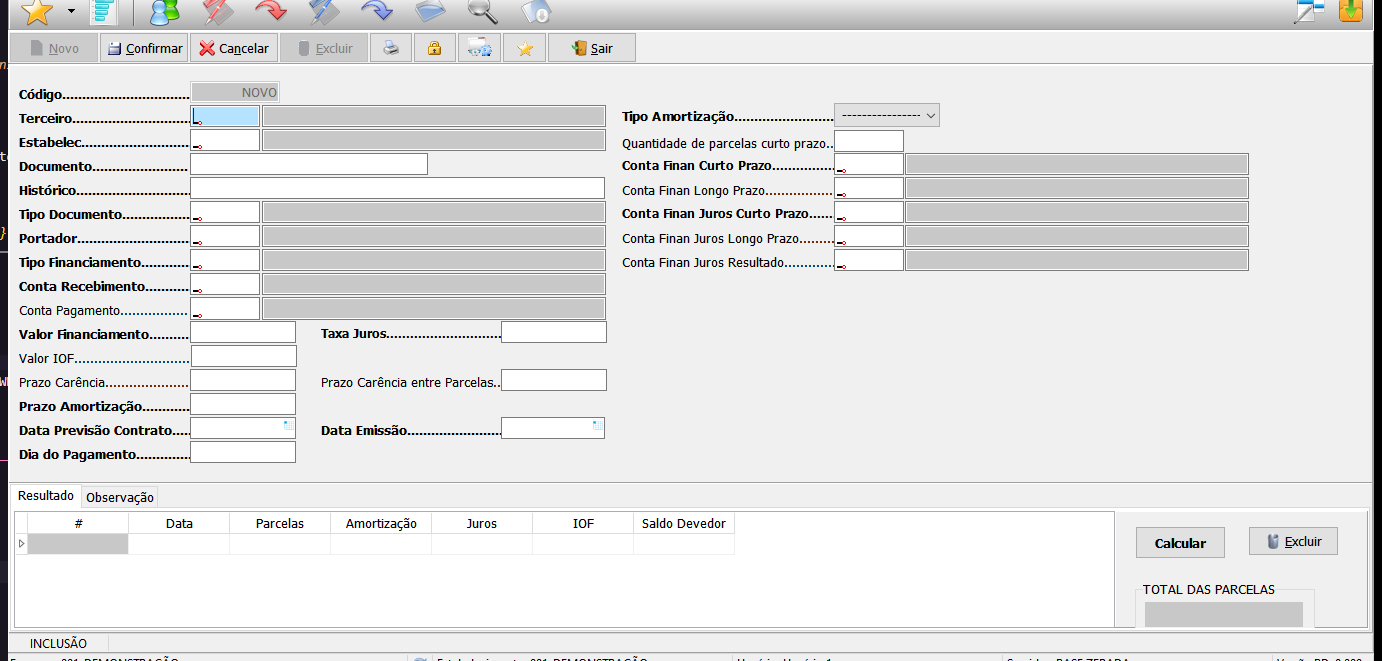 Novo Confirmar Cancelar Excluir Sair
Código............................... NOVO
Terceiro.............................
Estabelec...........................
Documento........................
Histórico............................
Tipo Documento.................
Portador............................
Tipo Financiamento............
Conta Recebimento...........
Conta Pagamento.................
Valor Financiamento..........
Taxa Juros............................
Valor IOF.............................
Prazo Carência.....................
Prazo Carência entre Parcelas..
Prazo Amortização............
Data Previsão Contrato....
Data Emissão.......................
Dia do Pagamento.............
Tipo Amortização........................ ----------------
Quantidade de parcelas curto prazo..
Conta Finan Curto Prazo...............
Conta Finan Longo Prazo.................
Conta Finan Juros Curto Prazo......
Conta Finan Juros Longo Prazo.........
Conta Finan Juros Resultado............
Resultado Observação
# Data Parcelas Amortização Juros IOF Saldo Devedor
Calcular Excluir
TOTAL DAS PARCELAS
INCLUSÃO